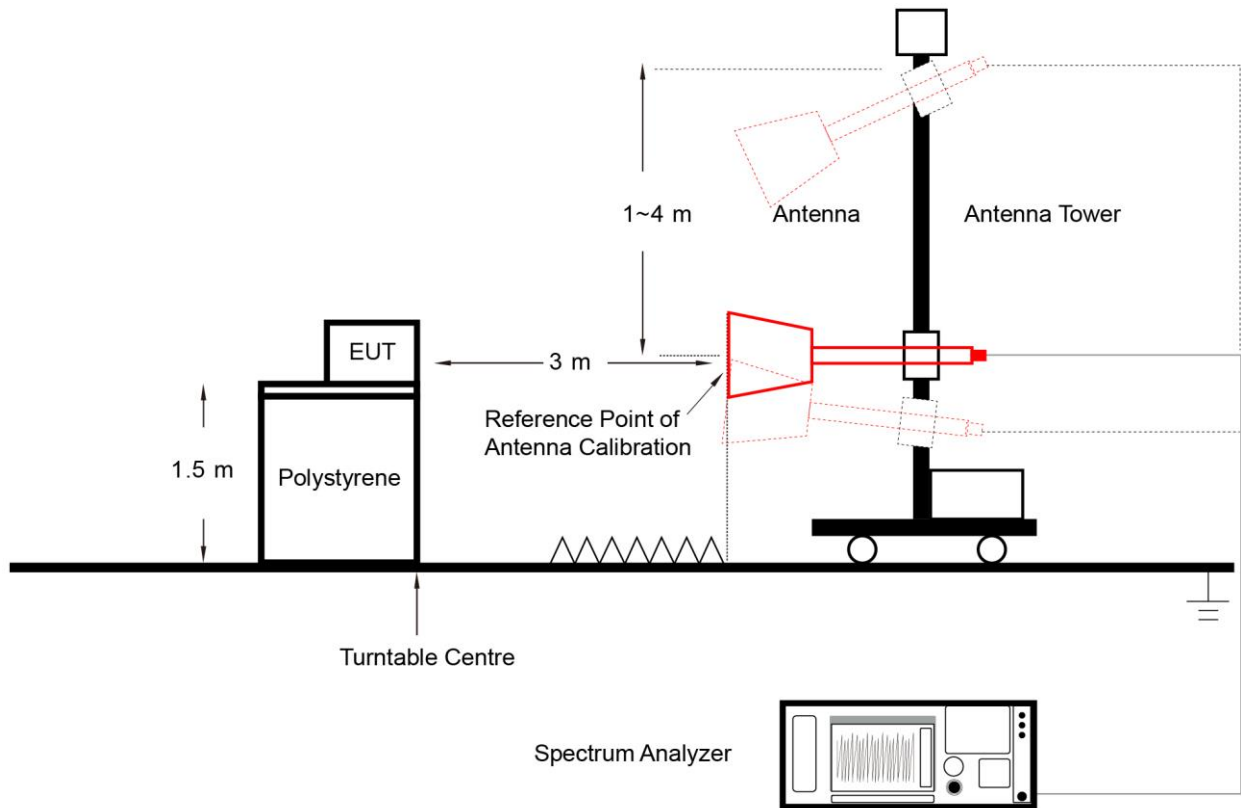 1~4 m
Antenna
Antenna Tower
EUT
3 m
Reference Point of
Antenna Calibration
1.5 m
Polystyrene
Turntable Centre
Spectrum Analyzer